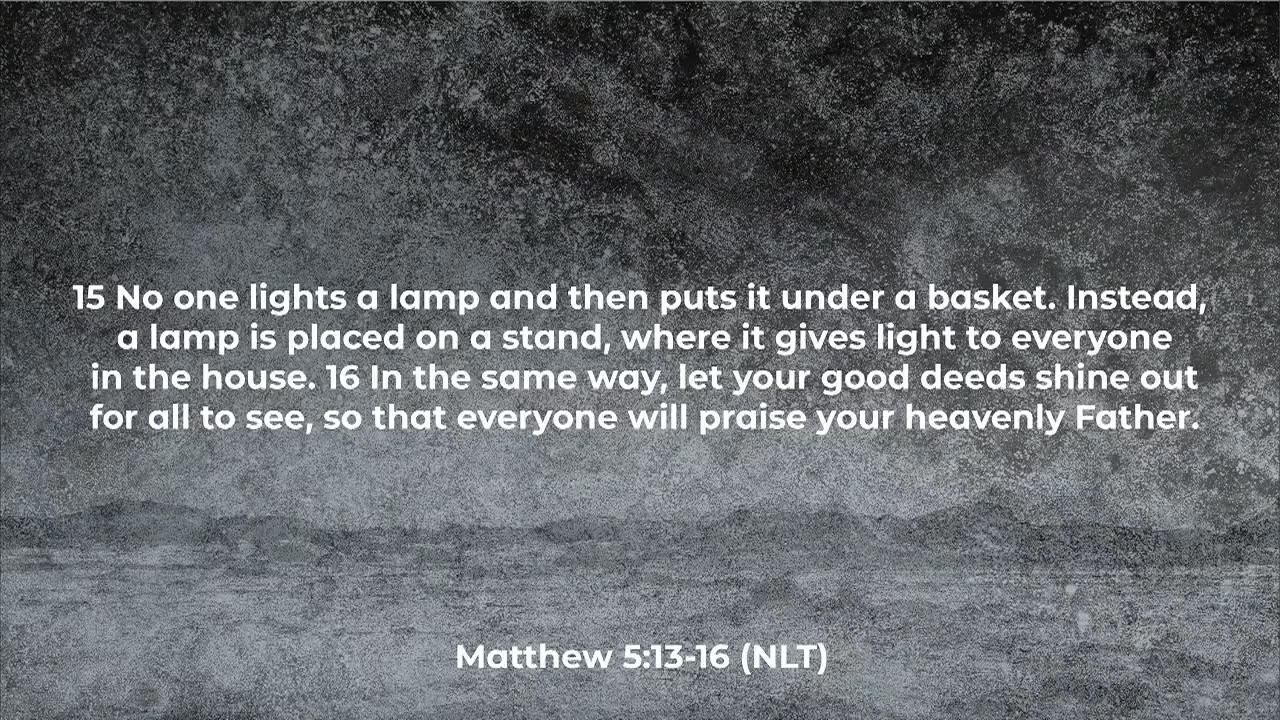 15 No one lights a lamp and then puts it under a basket. Instead,
a lamp is placed on a stand, where it gives light to everyone
in the house. 16 In the same way, let your good deeds shine out
for all to see, so that everyone will praise your heavenly Father.
Matthew 5:13-16 (NLT)